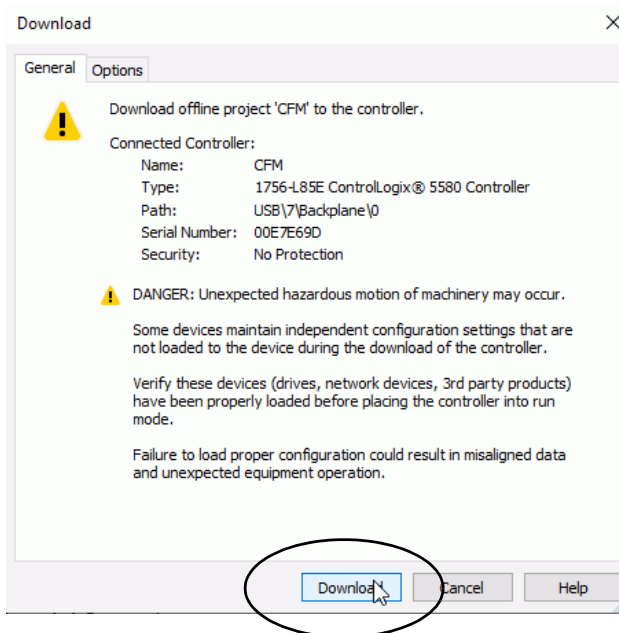 Download
General Options
Download offline project 'CFM' to the controller.
Connected Controller:
Name: CFM
Type: 1756-L85E ControlLogix® 5580 Controller
Path: USB\7\Backplane\0
Serial Number: 00E7E69D
Security: No Protection
DANGER: Unexpected hazardous motion of machinery may occur.
Some devices maintain independent configuration settings that are
not loaded to the device during the download of the controller.
Verify these devices (drives, network devices, 3rd party products)
have been properly loaded before placing the controller into run
mode.
Failure to load proper configuration could result in misaligned data
and unexpected equipment operation.
Download Cancel Help